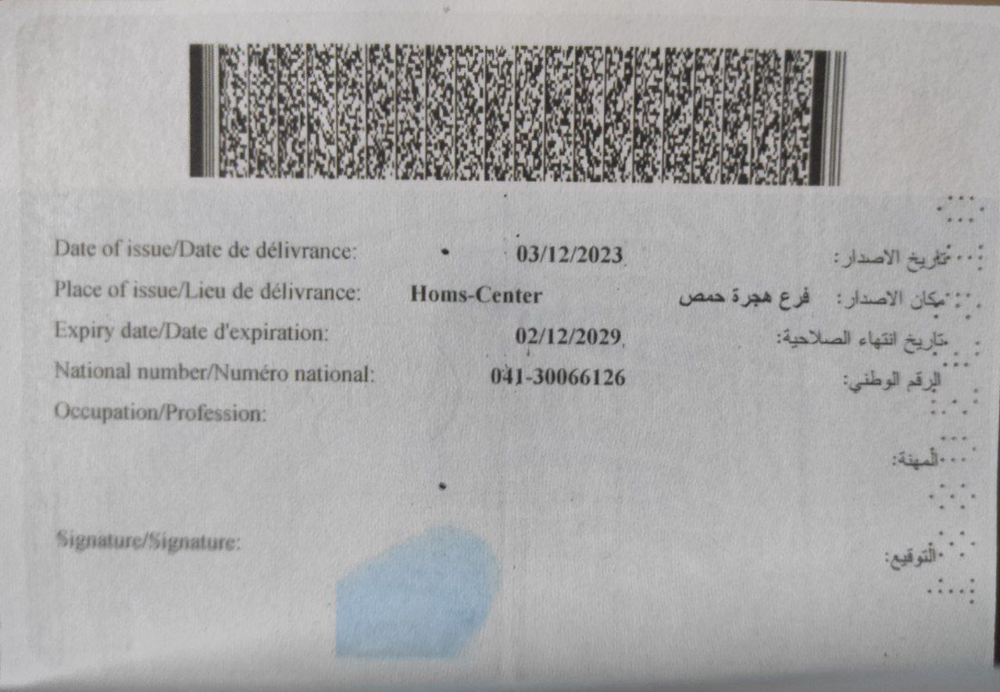 Date of issue/Date de délivrance: 03/12/2023 تاريخ الاصدار:
Place of issue/Lieu de délivrance: Homs-Center فرع هجرة حمص مكان الاصدار:
Expiry date/Date d'expiration: 02/12/2029 تاريخ انتهاء الصلاحية:
National number/Numéro national: 041-30066126 الرقم الوطني:
Occupation/Profession:
المهنة:
Signature/Signature: التوقيع: